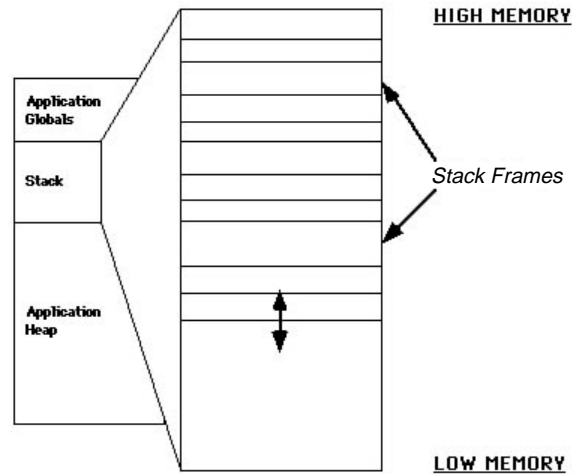 HIGH MEMORY
Application
Globals
Stack
Stack Frames
Application
Heap
LOW MEMORY